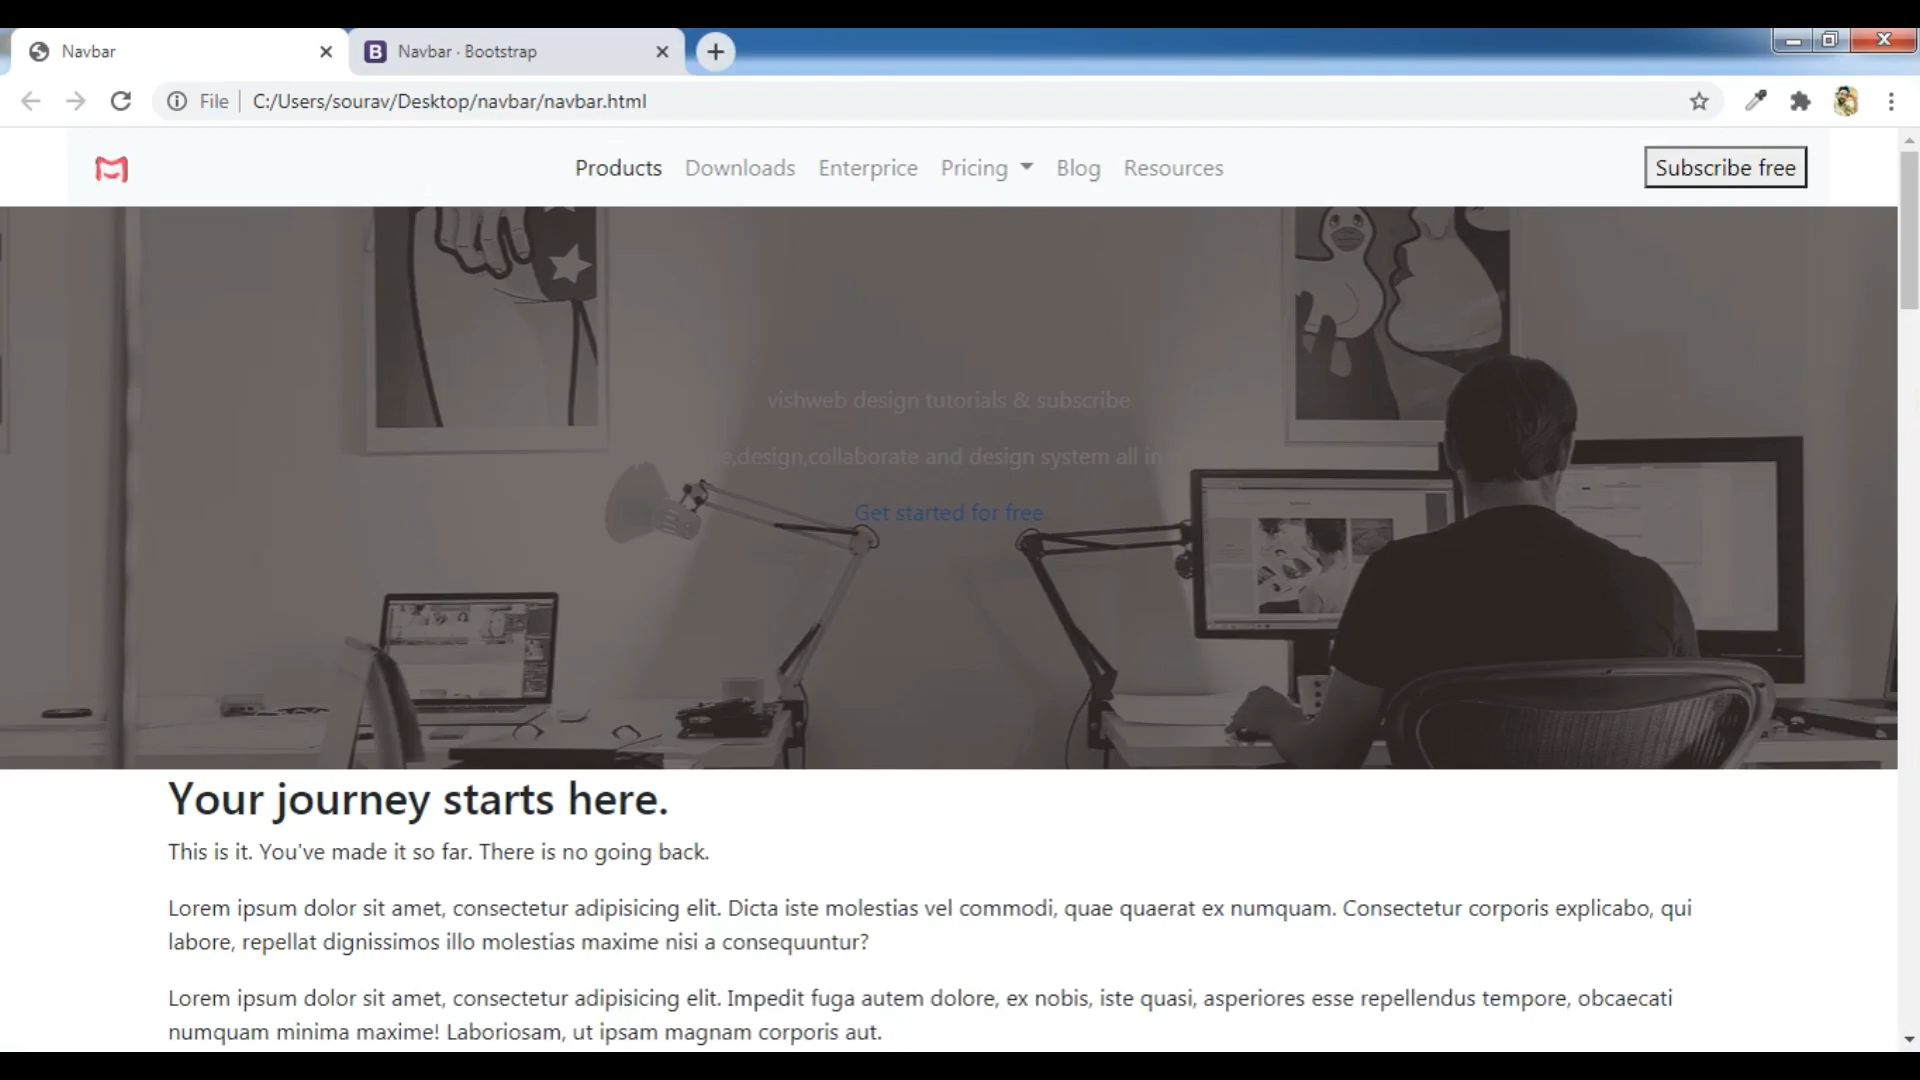 Navbar
Navbar · Bootstrap
File
C:/Users/sourav/Desktop/navbar/navbar.html
Products Downloads Enterprice Pricing Blog Resources
Subscribe free
vishweb design tutorials & subscribe
,design,collaborate and design system all in
Get started for free
Your journey starts here.
This is it. You've made it so far. There is no going back.
Lorem ipsum dolor sit amet, consectetur adipisicing elit. Dicta iste molestias vel commodi, quae quaerat ex numquam. Consectetur corporis explicabo, qui
labore, repellat dignissimos illo molestias maxime nisi a consequuntur?
Lorem ipsum dolor sit amet, consectetur adipisicing elit. Impedit fuga autem dolore, ex nobis, iste quasi, asperiores esse repellendus tempore, obcaecati
numquam minima maxime! Laboriosam, ut ipsam magnam corporis aut.